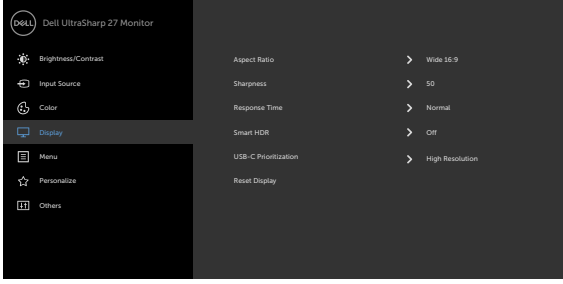 DELL Dell UltraSharp 27 Monitor
Brightness/Contrast
Input Source
Color
Display
Menu
Personalize
Others
Aspect Ratio Wide 16:9
Sharpness 50
Response Time Normal
Smart HDR Off
USB-C Prioritization High Resolution
Reset Display